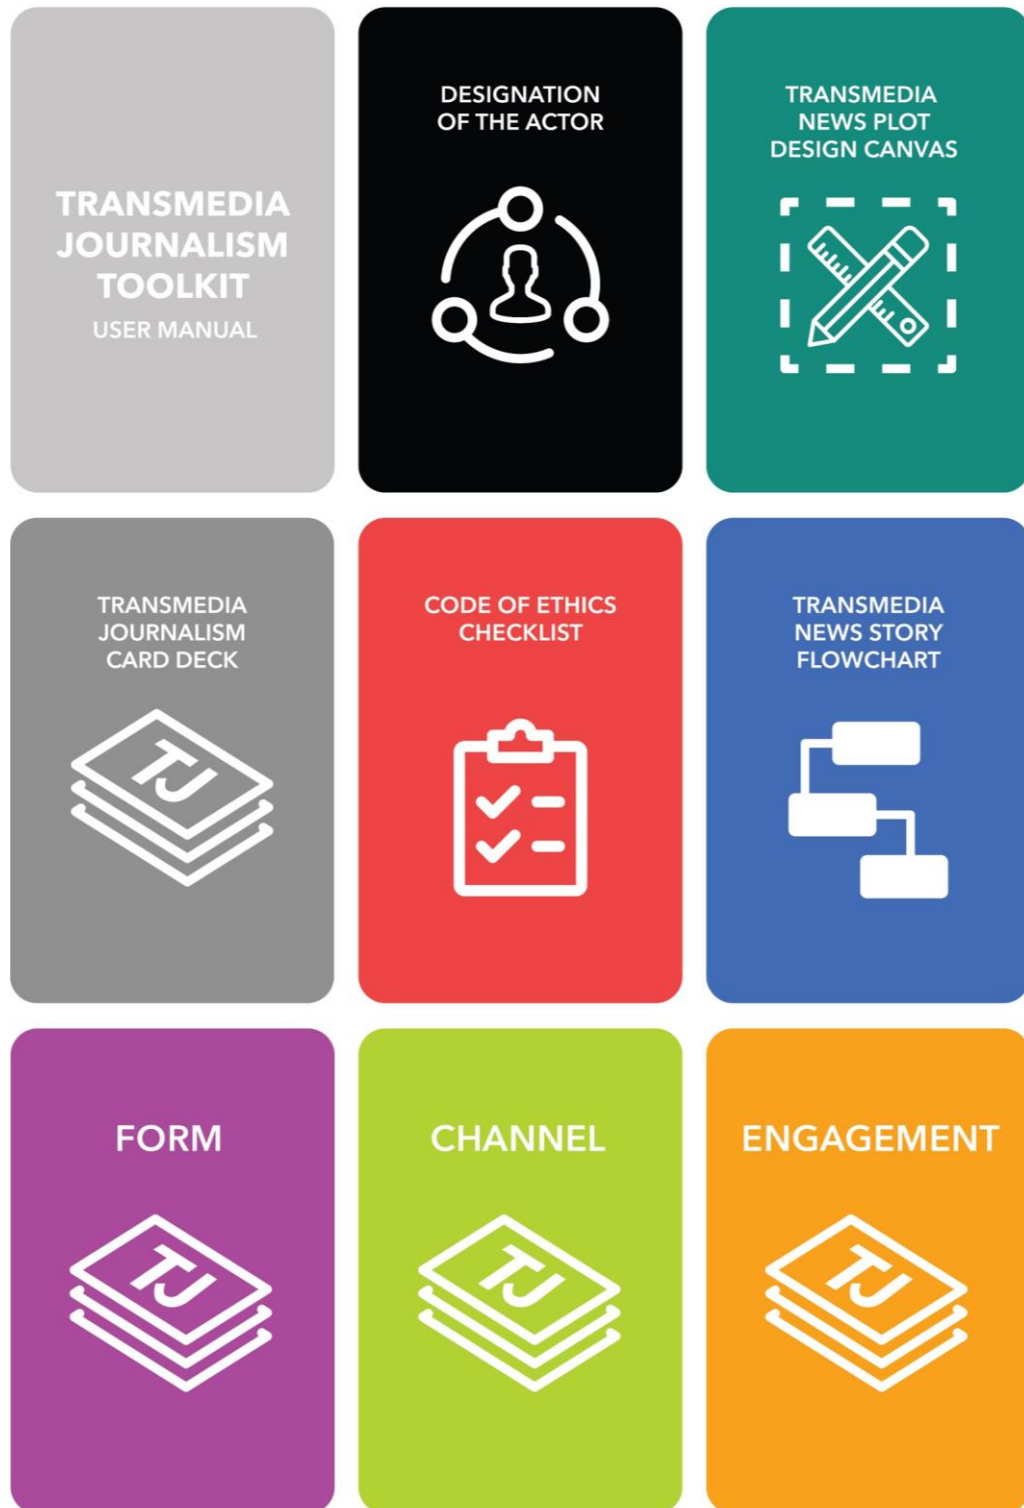 TRANSMEDIA
JOURNALISM
TOOLKIT
USER MANUAL
DESIGNATION
OF THE ACTOR
TRANSMEDIA
NEWS PLOT
DESIGN CANVAS
TRANSMEDIA
JOURNALISM
CARD DECK
TJ
CODE OF ETHICS
CHECKLIST
TRANSMEDIA
NEWS STORY
FLOWCHART
FORM
TJ
CHANNEL
TJ
ENGAGEMENT
TJ